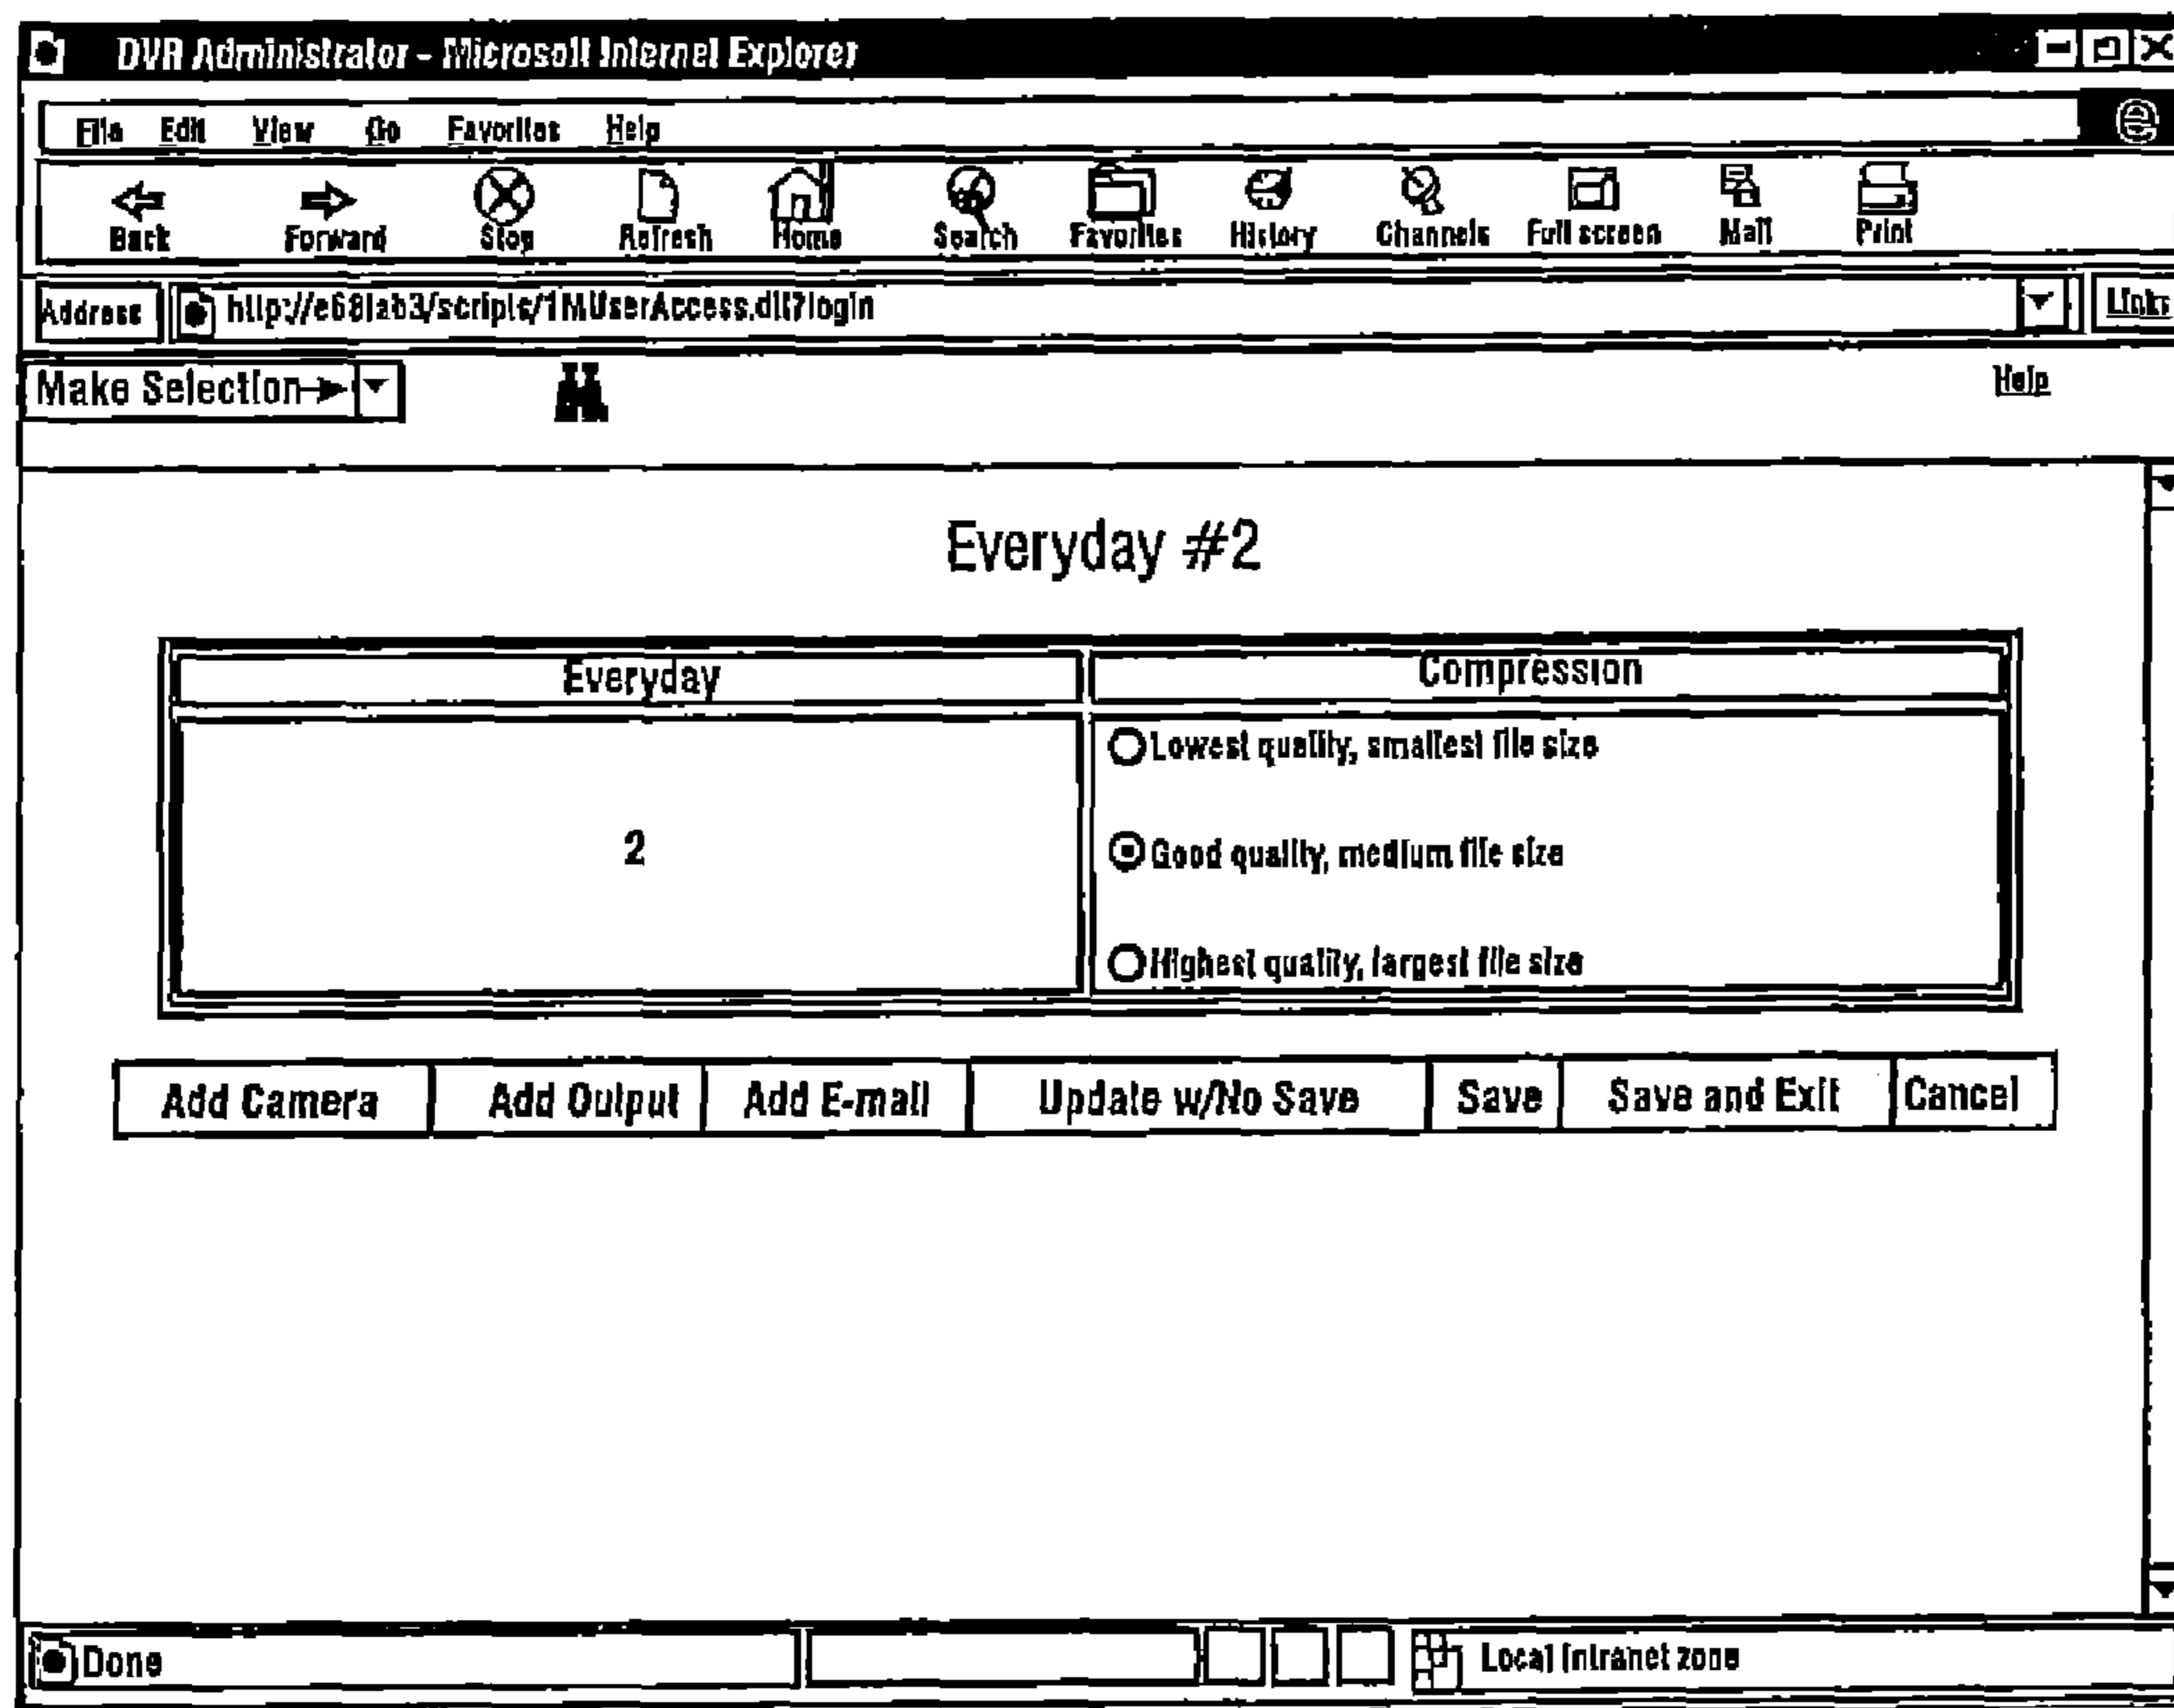 DVR Administrator - Microsoft Internet Explorer
File Edit View Go Favorites Help
Back Forward Stop Refresh Home Search Favorites History Channels Full screen Mail Print
Address http://e68lab3/scripts/1MUserAccess.dll?login Links
Make Selection Help
Everyday #2
Everyday Compression
Lowest quality, smallest file size
2 Good quality, medium file size
Highest quality, largest file size
Add Camera Add Output Add E-mail Update w/No Save Save Save and Exit Cancel
Done Local intranet zone